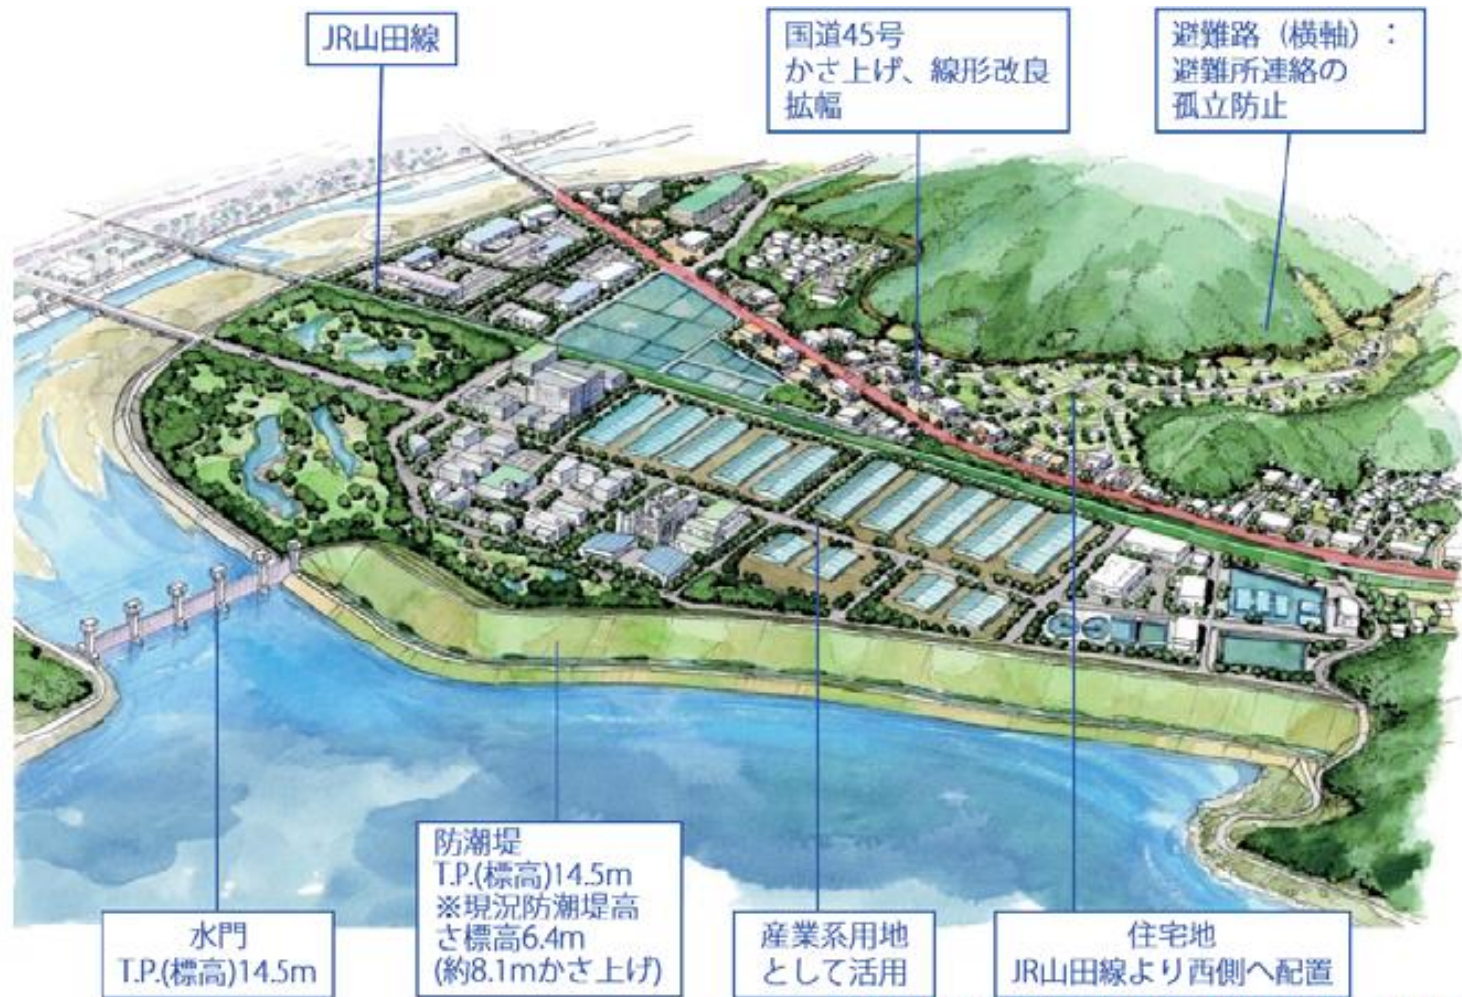 JR山田線
国道45号
かさ上げ、線形改良
拡幅
避難路（横軸）：
避難所連絡の
孤立防止
水門
T.P.(標高)14.5m
防潮堤
T.P.(標高)14.5m
※現況防潮堤高
さ標高6.4m
(約8.1mかさ上げ)
産業系用地
として活用
住宅地
JR山田線より西側へ配置